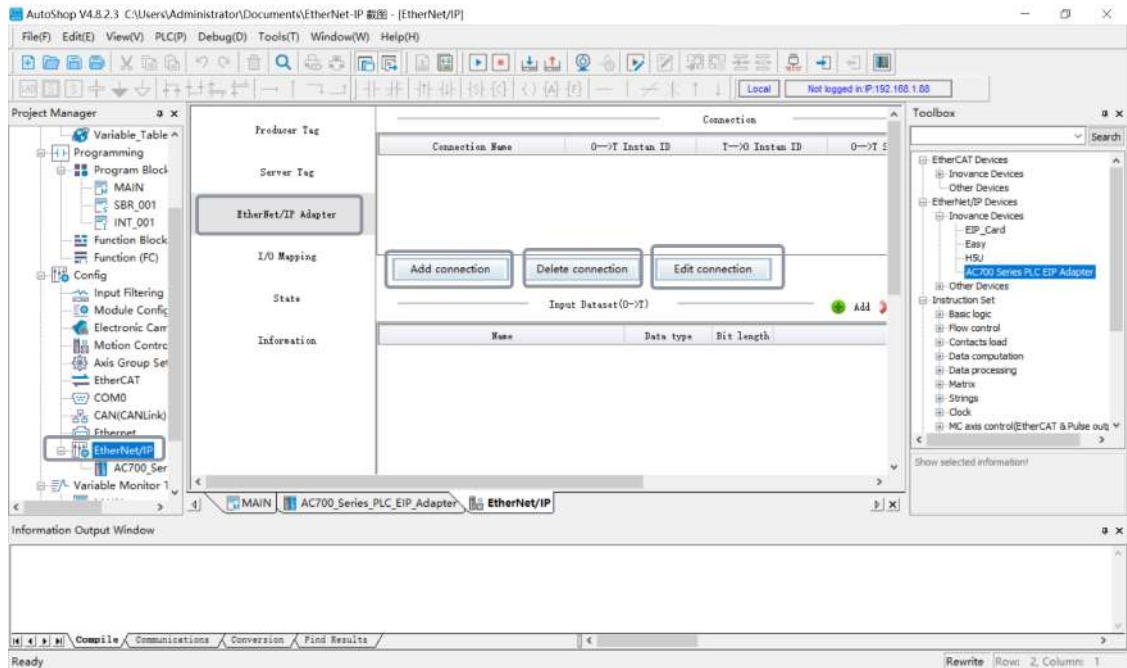 AutoShop V4.8.2.3 C:\Users\Administrator\Documents\EtherNet-IP 截图 - [EtherNet/IP]
File(F) Edit(E) View(V) PLC(P) Debug(D) Tools(T) Window(W) Help(H)
Local
Not logged in:IP:192.168.1.88
Project Manager
Variable_Table
Programming
Program Block
MAIN
SBR_001
INT_001
Function Block
Function (FC)
Config
Input Filtering
Module Config
Electronic Cam
Motion Contrc
Axis Group Set
EtherCAT
COM0
CAN(CANLink)
Ethernet
EtherNet/IP
AC700_Ser
Variable Monitor T
Producer Tag
Server Tag
EtherNet/IP Adapter
I/O Mapping
State
Information
Connection
Connection Name O-->T Instan ID T-->O Instan ID O-->T S
Add connection Delete connection Edit connection
Input Dataset(O->T)
Add
Name Data type Bit length
MAIN AC700_Series_PLC_EIP_Adapter EtherNet/IP
Toolbox
Search
EtherCAT Devices
Inovance Devices
Other Devices
EtherNet/IP Devices
Inovance Devices
EIP_Card
Easy
H5U
AC700 Series PLC EIP Adapter
Other Devices
Instruction Set
Basic logic
Flow control
Contacts load
Data computation
Data processing
Matrix
Strings
Clock
MC axis control(EtherCAT &Pulse outp
Show selected information!
Information Output Window
Compile Communications Conversion Find Results
Ready
Rewrite Row: 2, Column: 1